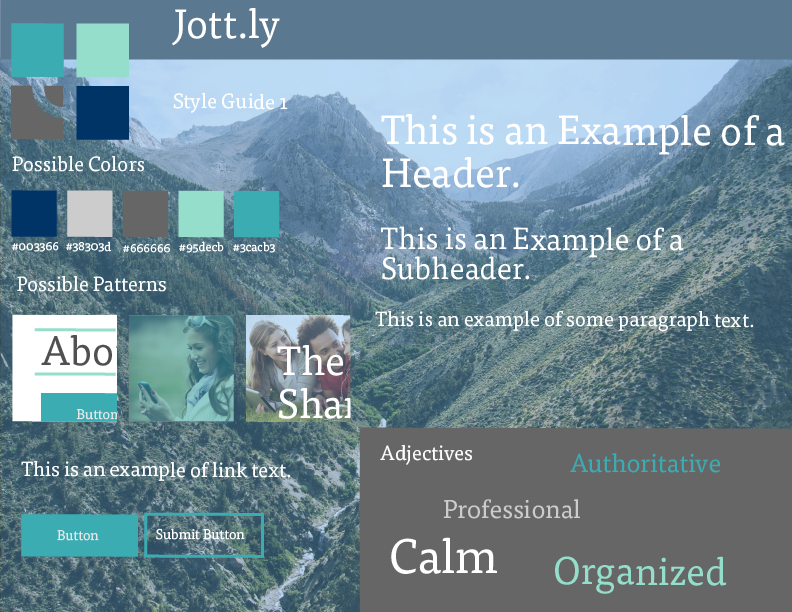 Jott.ly
Style Guide 1
Possible Colors
#003366 #38303d #666666 #95decb #3cacb3
Possible Patterns
Abo
Button
The
Shar
This is an example of link text.
Button
Submit Button
This is an Example of a
Header.
This is an Example of a
Subheader.
This is an example of some paragraph text.
Adjectives
Authoritative
Professional
Calm
Organized